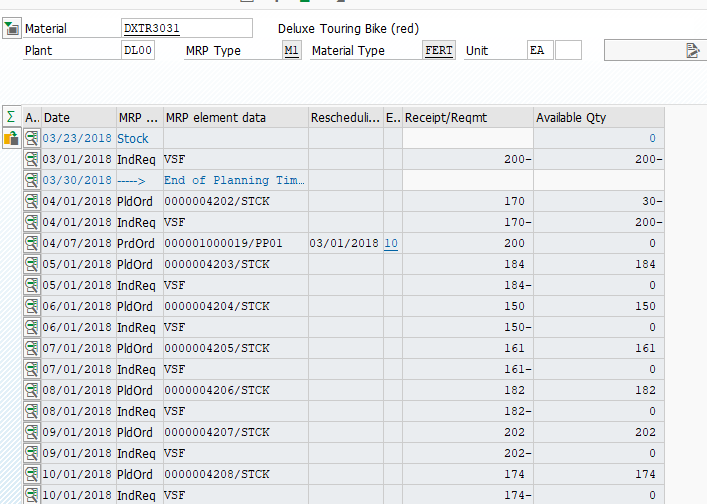 Material DXTR3031 Deluxe Touring Bike (red)
Plant DL00 MRP Type M1 Material Type FERT Unit EA
Σ A.. Date MRP ... MRP element data Rescheduli... E.. Receipt/Reqmt Available Qty
03/23/2018 Stock 0
03/01/2018 IndReq VSF 200- 200-
03/30/2018 -----> End of Planning Tim...
04/01/2018 PldOrd 0000004202/STCK 170 30-
04/01/2018 IndReq VSF 170- 200-
04/07/2018 PrdOrd 000001000019/PP01 03/01/2018 10 200 0
05/01/2018 PldOrd 0000004203/STCK 184 184
05/01/2018 IndReq VSF 184- 0
06/01/2018 PldOrd 0000004204/STCK 150 150
06/01/2018 IndReq VSF 150- 0
07/01/2018 PldOrd 0000004205/STCK 161 161
07/01/2018 IndReq VSF 161- 0
08/01/2018 PldOrd 0000004206/STCK 182 182
08/01/2018 IndReq VSF 182- 0
09/01/2018 PldOrd 0000004207/STCK 202 202
09/01/2018 IndReq VSF 202- 0
10/01/2018 PldOrd 0000004208/STCK 174 174
10/01/2018 IndReq VSF 174- 0